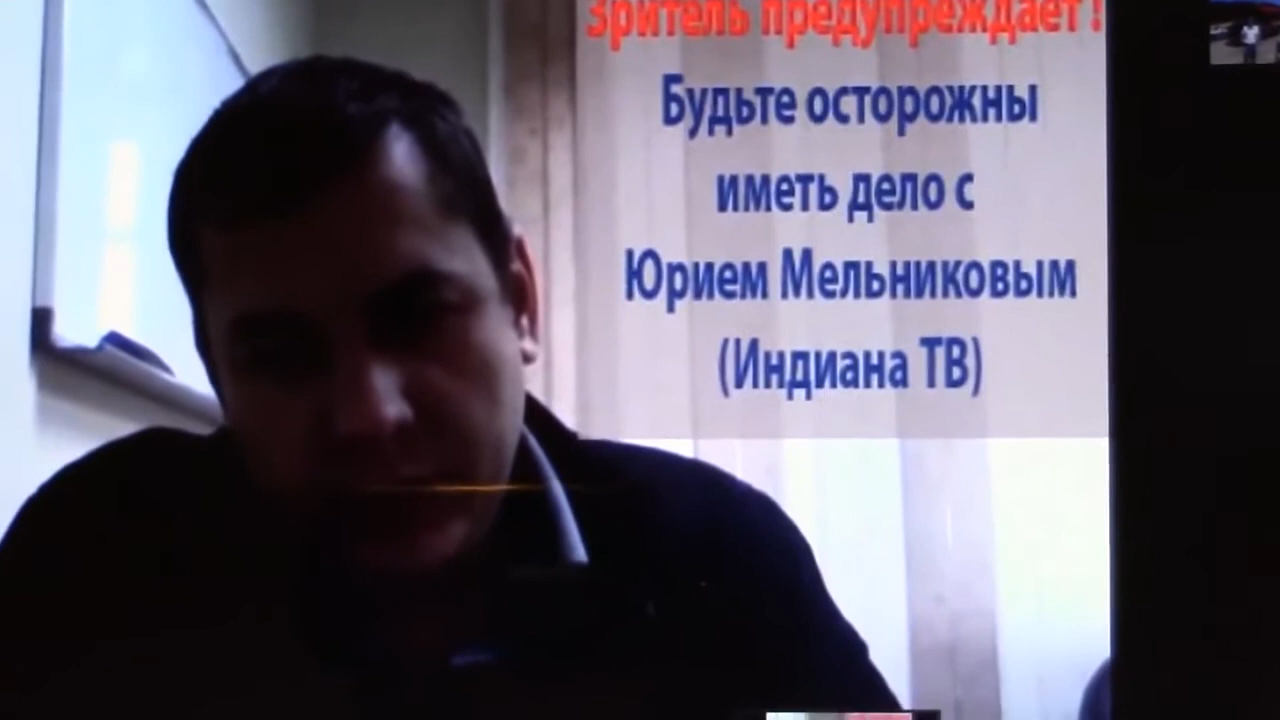 Зритель предупреждает!
Будьте осторожны
иметь дело с
Юрием Мельниковым
(Индиана ТВ)